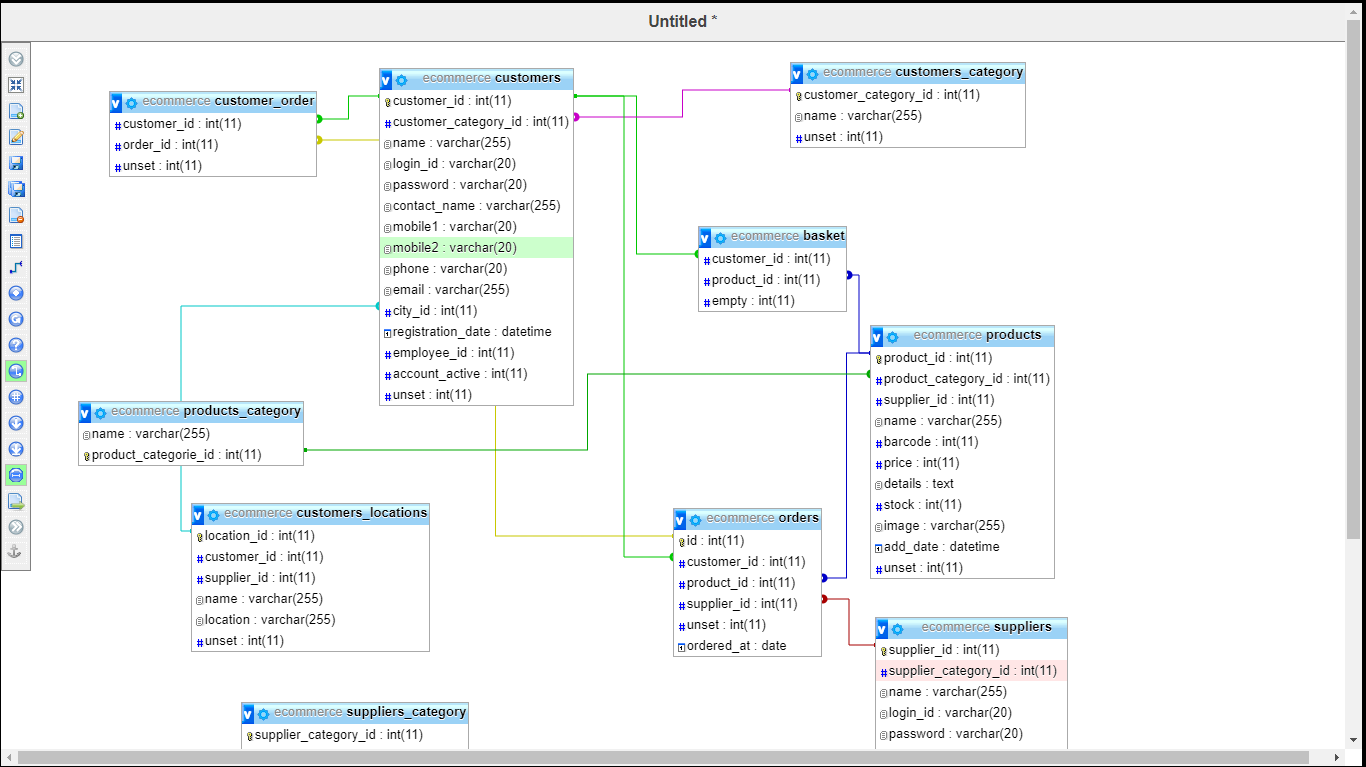 Untitled *
ecommerce customer_order
customer_id : int(11)
order_id : int(11)
unset : int(11)
ecommerce customers
customer_id : int(11)
customer_category_id : int(11)
name : varchar(255)
login_id : varchar(20)
password : varchar(20)
contact_name : varchar(255)
mobile1 : varchar(20)
mobile2 : varchar(20)
phone : varchar(20)
email : varchar(255)
city_id : int(11)
registration_date : datetime
employee_id : int(11)
account_active : int(11)
unset : int(11)
ecommerce customers_category
customer_category_id : int(11)
name : varchar(255)
unset : int(11)
ecommerce basket
customer_id : int(11)
product_id : int(11)
empty : int(11)
ecommerce products
product_id : int(11)
product_category_id : int(11)
supplier_id : int(11)
name : varchar(255)
barcode : int(11)
price : int(11)
details : text
stock : int(11)
image : varchar(255)
add_date : datetime
unset : int(11)
ecommerce products_category
name : varchar(255)
product_categorie_id : int(11)
ecommerce customers_locations
location_id : int(11)
customer_id : int(11)
supplier_id : int(11)
name : varchar(255)
location : varchar(255)
unset : int(11)
ecommerce orders
id : int(11)
customer_id : int(11)
product_id : int(11)
supplier_id : int(11)
unset : int(11)
ordered_at : date
ecommerce suppliers
supplier_id : int(11)
supplier_category_id : int(11)
name : varchar(255)
login_id : varchar(20)
password : varchar(20)
ecommerce suppliers_category
supplier_category_id : int(11)